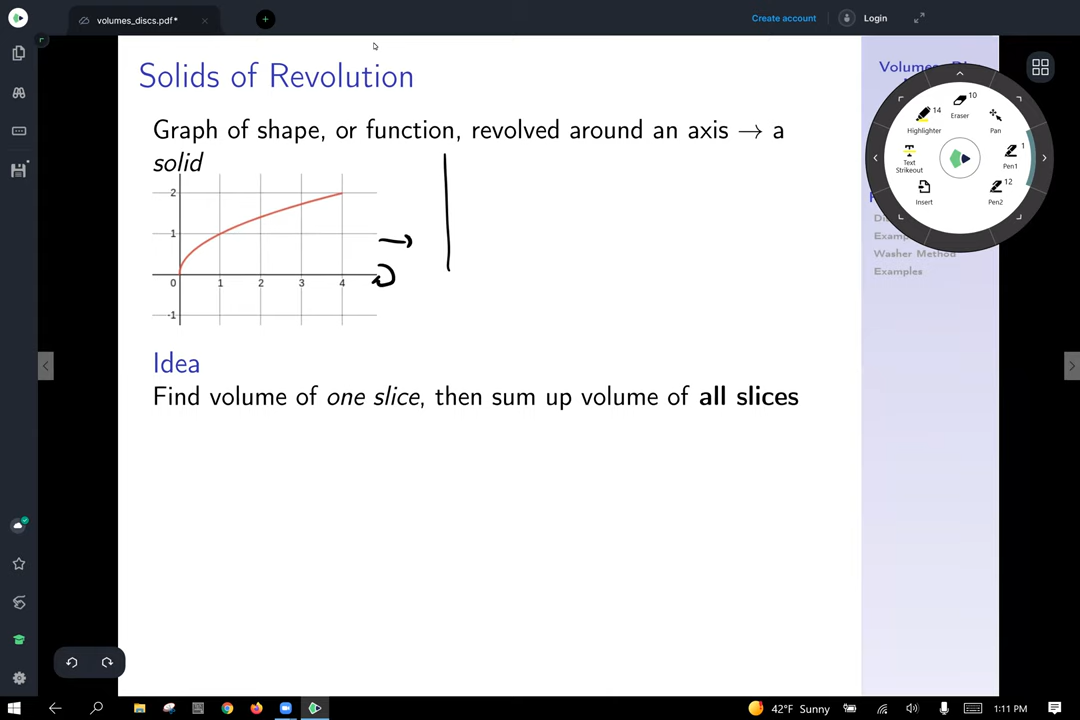 volumes_discs.pdf*
Create account
Login
Solids of Revolution
Graph of shape, or function, revolved around an axis → a
solid
2
1
0 1 2 3 4
-1
Idea
Find volume of one slice, then sum up volume of all slices
Highlighter 14
Eraser 10
Pan
Text Strikeout
Pen1 1
Insert
Pen2 12
Washer Method
Examples
42°F Sunny
1:11 PM